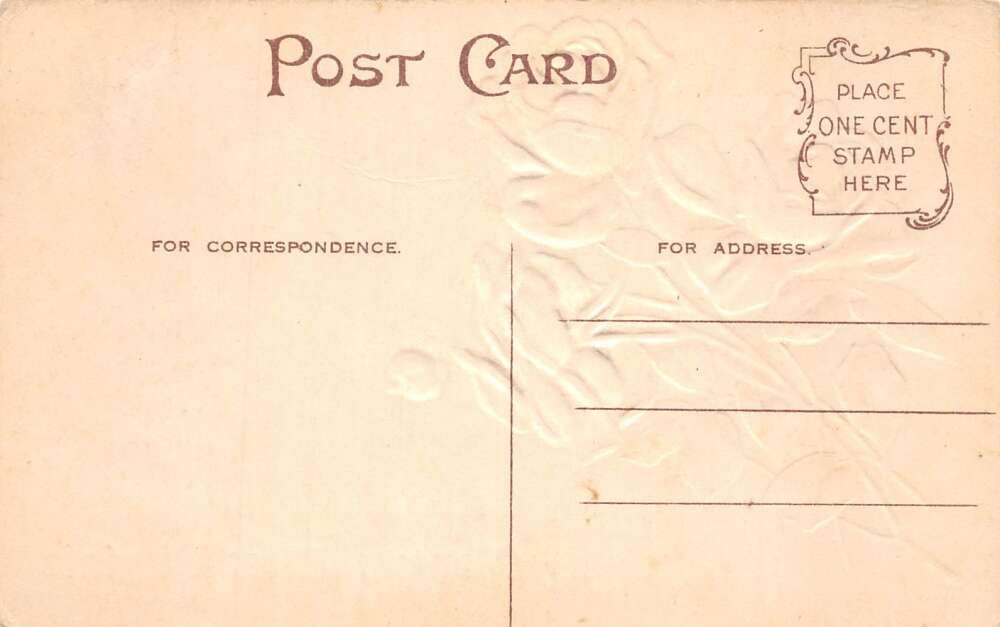 POST CARD
PLACE
ONE CENT
STAMP
HERE
FOR CORRESPONDENCE.
FOR ADDRESS.